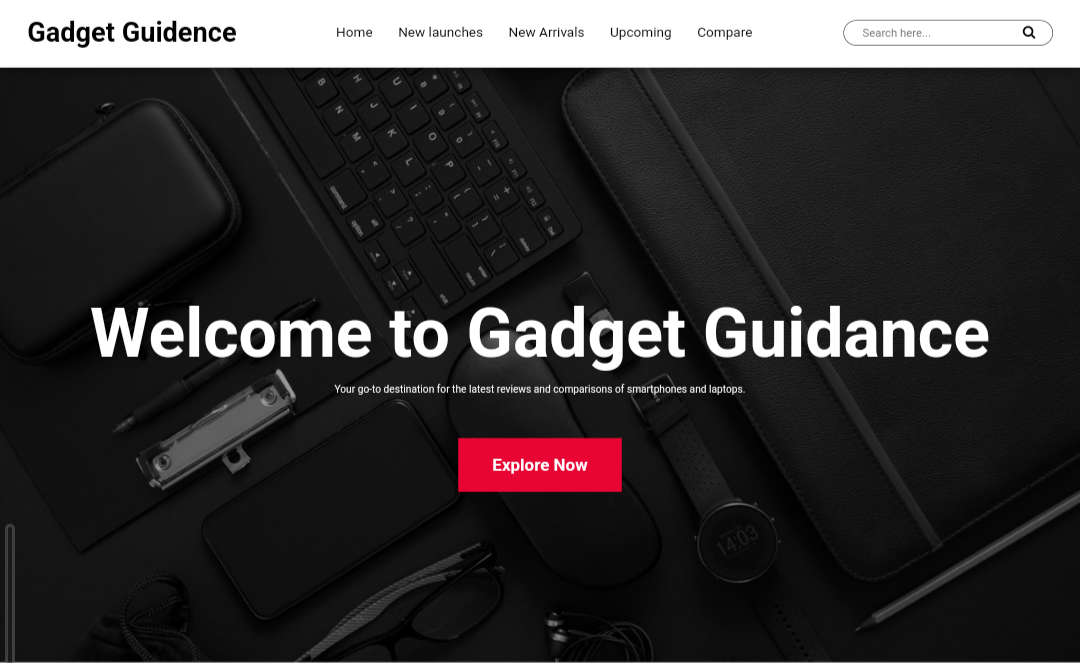 Gadget Guidence
Home New launches New Arrivals Upcoming Compare
Search here...
Welcome to Gadget Guidance
Your go-to destination for the latest reviews and comparisons of smartphones and laptops.
Explore Now
14:03